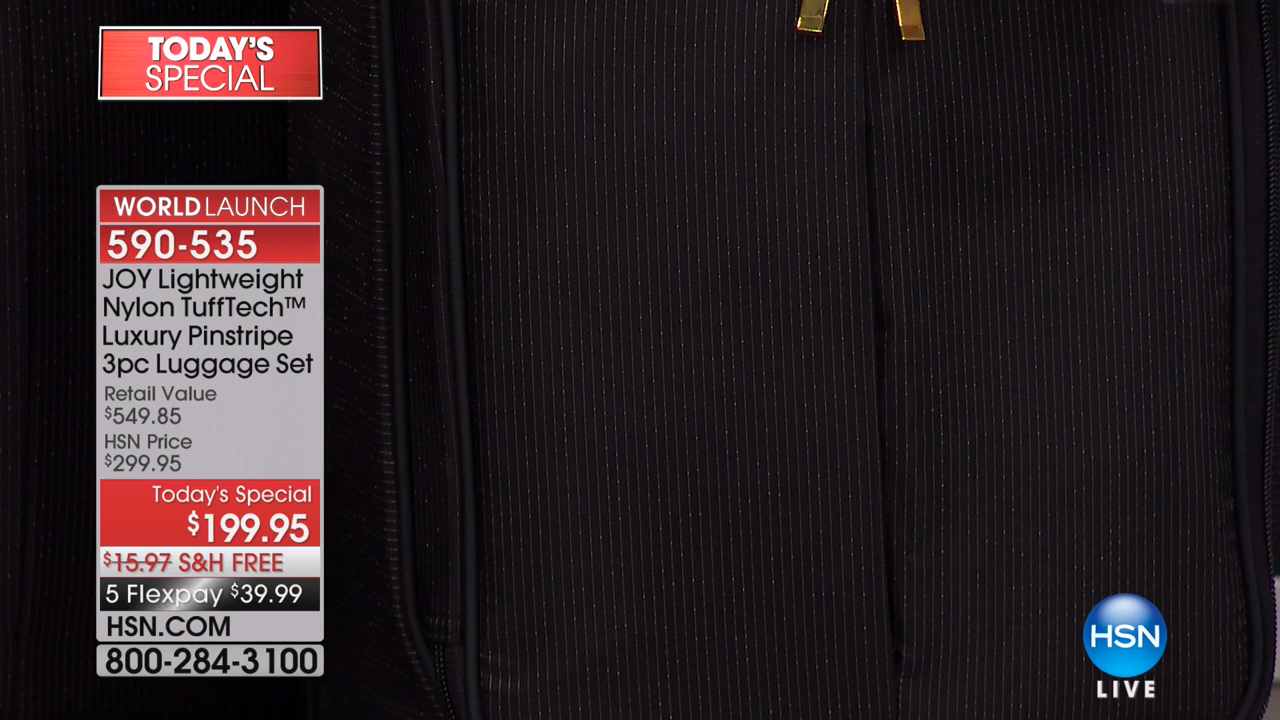 TODAY'S
SPECIAL
WORLD LAUNCH
590-535
JOY Lightweight
Nylon TuffTech™
Luxury Pinstripe
3pc Luggage Set
Retail Value
$549.85
HSN Price
$299.95
Today's Special
$199.95
$15.97 S&H FREE
5 Flexpay $39.99
HSN.COM
800-284-3100
HSN
LIVE